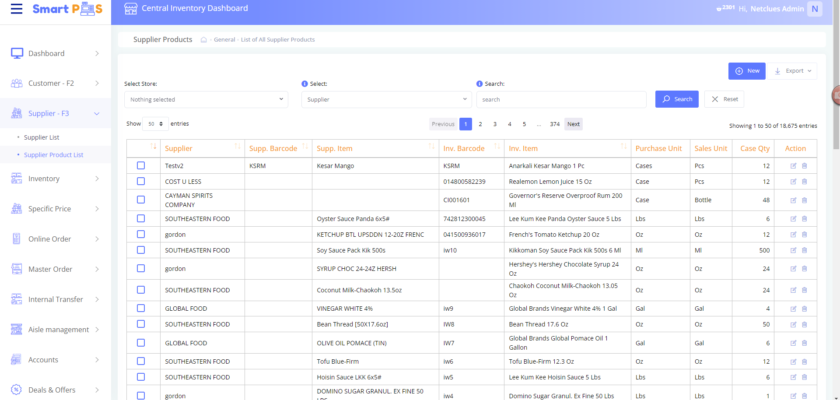 Smart POS
Central Inventory Dashboard
Hi, Netclues Admin N
Supplier Products - General - List of All Supplier Products
Dashboard
Customer - F2
Supplier - F3
• Supplier List
• Supplier Product List
Inventory
Specific Price
Online Order
Master Order
Internal Transfer
Aisle management
Accounts
Deals & Offers
New Export
Select Store: Select: Search:
Nothing selected Supplier search Search Reset
Show 50 entries Previous 1 2 3 4 5 ... 374 Next Showing 1 to 50 of 18,675 entries
Supplier Supp. Barcode Supp. Item Inv. Barcode Inv. Item Purchase Unit Sales Unit Case Qty Action
Testv2 KSRM Kesar Mango KSRM Anarkali Kesar Mango 1 Pc Cases Pcs 12
COST U LESS 014800582239 Realemon Lemon Juice 15 Oz Case Pcs 12
CAYMAN SPIRITS
COMPANY CI001601 Governor's Reserve Overproof Rum 200
Ml Case Bottle 48
SOUTHEASTERN FOOD Oyster Sauce Panda 6x5# 742812300045 Lee Kum Kee Panda Oyster Sauce 5 Lbs Lbs Lbs 6
gordon KETCHUP BTL UPSDDN 12-20Z FRENC 041500936017 French's Tomato Ketchup 20 Oz Oz Oz 12
SOUTHEASTERN FOOD Soy Sauce Pack Kik 500s iw10 Kikkoman Soy Sauce Pack Kik 500s 6 Ml Ml Ml 500
gordon SYRUP CHOC 24-24Z HERSH Hershey's Hershey Chocolate Syrup 24
Oz Oz Oz 24
SOUTHEASTERN FOOD Coconut Milk-Chaokoh 13.5oz Chaokoh Coconut Milk-Chaokoh 13.05
Oz Oz Oz 24
GLOBAL FOOD VINEGAR WHITE 4% iw9 Global Brands Vinegar White 4% 1 Gal Gal Gal 4
SOUTHEASTERN FOOD Bean Thread [50X17.6oz] IW8 Bean Thread 17.6 Oz Oz Oz 50
GLOBAL FOOD OLIVE OIL POMACE (TIN) IW7 Global Brands Global Pomace Oil 1
Gallon Gal Gal 6
SOUTHEASTERN FOOD Tofu Blue-Firm iw6 Tofu Blue-Firm 12.3 Oz Oz Oz 12
SOUTHEASTERN FOOD Hoisin Sauce LKK 6x5# iw5 Lee Kum Kee Hoisin Sauce 5 Lbs Lbs Lbs 6
gordon DOMINO SUGAR GRANUL. EX FINE 50
iw4 Domino Sugar Granul. Ex Fine 50 Lbs Lbs Lbs 1